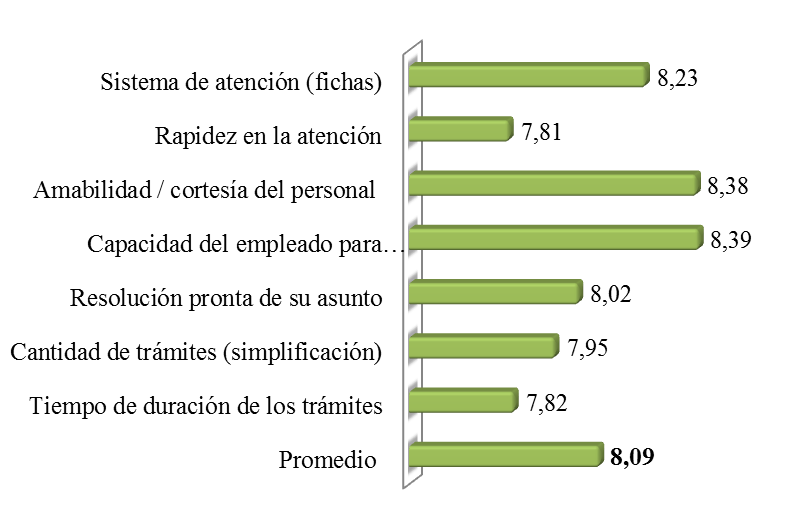 Sistema de atención (fichas) 8,23
Rapidez en la atención 7,81
Amabilidad / cortesía del personal 8,38
Capacidad del empleado para… 8,39
Resolución pronta de su asunto 8,02
Cantidad de trámites (simplificación) 7,95
Tiempo de duración de los trámites 7,82
Promedio 8,09